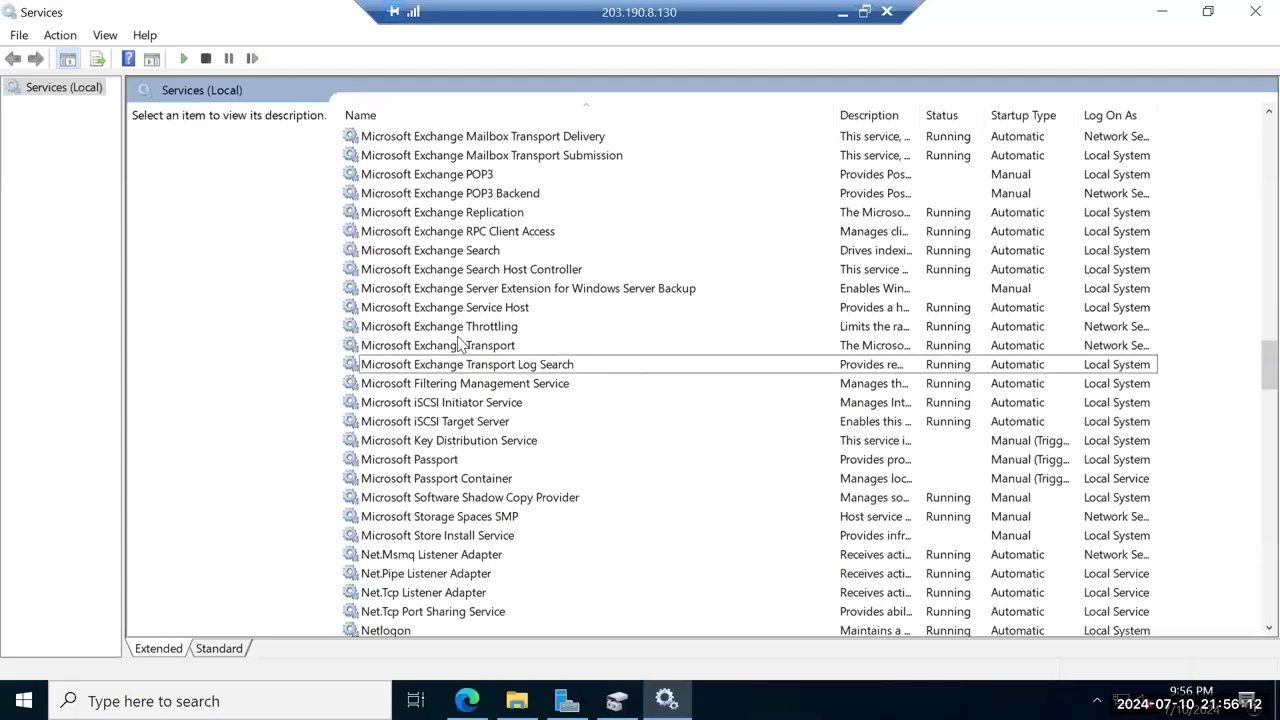 Services
203.190.8.130
File Action View Help
Services (Local)
Services (Local)
Select an item to view its description.
Name Description Status Startup Type Log On As
Microsoft Exchange Mailbox Transport Delivery This service, ... Running Automatic Network Se...
Microsoft Exchange Mailbox Transport Submission This service, ... Running Automatic Local System
Microsoft Exchange POP3 Provides Pos... Manual Local System
Microsoft Exchange POP3 Backend Provides Pos... Manual Network Se...
Microsoft Exchange Replication The Microso... Running Automatic Local System
Microsoft Exchange RPC Client Access Manages cli... Running Automatic Local System
Microsoft Exchange Search Drives indexi... Running Automatic Local System
Microsoft Exchange Search Host Controller This service ... Running Automatic Local System
Microsoft Exchange Server Extension for Windows Server Backup Enables Win... Manual Local System
Microsoft Exchange Service Host Provides a h... Running Automatic Local System
Microsoft Exchange Throttling Limits the ra... Running Automatic Network Se...
Microsoft Exchange Transport The Microso... Running Automatic Network Se...
Microsoft Exchange Transport Log Search Provides re... Running Automatic Local System
Microsoft Filtering Management Service Manages th... Running Automatic Local System
Microsoft iSCSI Initiator Service Manages Int... Running Automatic Local System
Microsoft iSCSI Target Server Enables this ... Running Automatic Local System
Microsoft Key Distribution Service This service i... Manual (Trigg... Local System
Microsoft Passport Provides pro... Manual (Trigg... Local System
Microsoft Passport Container Manages loc... Manual (Trigg... Local Service
Microsoft Software Shadow Copy Provider Manages so... Running Manual Local System
Microsoft Storage Spaces SMP Host service ... Running Manual Network Se...
Microsoft Store Install Service Provides infr... Manual Local System
Net.Msmq Listener Adapter Receives acti... Running Automatic Network Se...
Net.Pipe Listener Adapter Receives acti... Running Automatic Local Service
Net.Tcp Listener Adapter Receives acti... Running Automatic Local Service
Net.Tcp Port Sharing Service Provides abil... Running Automatic Local Service
Netlogon Maintains a ... Running Automatic Local System
Extended Standard
Type here to search
9:56 PM
7/10/2024
2024-07-10 21:56:12